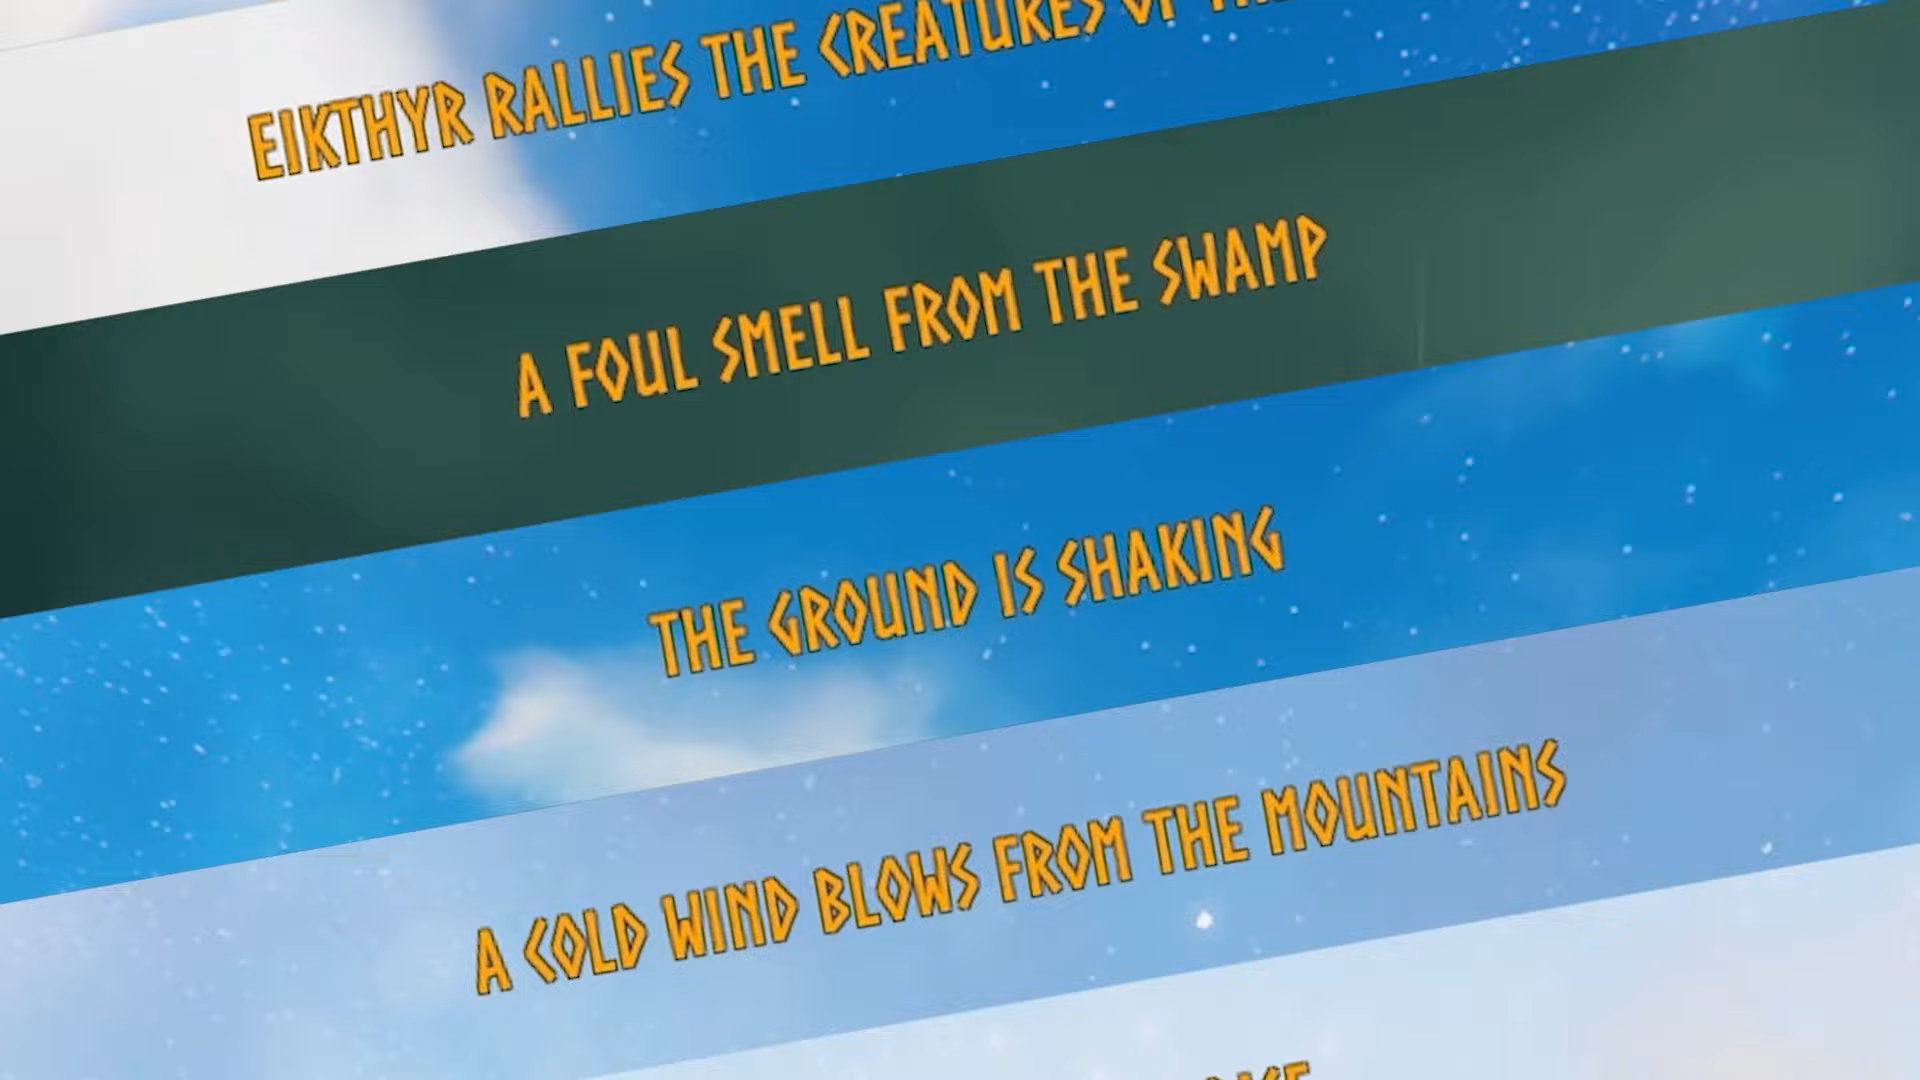 EIKTHYR RALLIES THE CREATURES OF
A FOUL SMELL FROM THE SWAMP
THE GROUND IS SHAKING
A COLD WIND BLOWS FROM THE MOUNTAINS